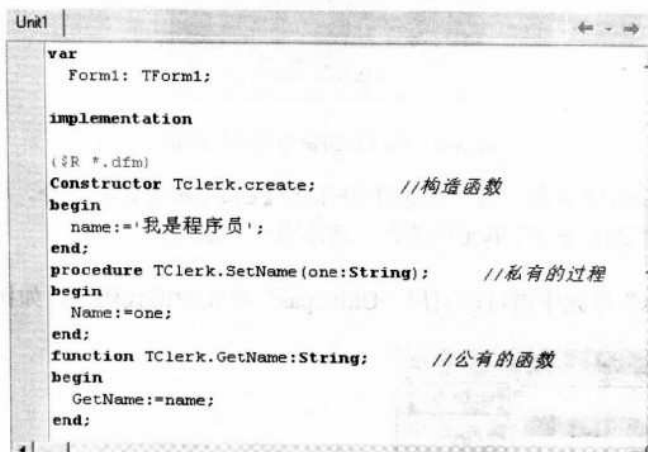 Unit1
var
Form1: TForm1;
implementation
{$R *.dfm}
Constructor Tclerk.create; //构造函数
begin
name:='我是程序员';
end;
procedure TClerk.SetName(one:String); //私有的过程
begin
Name:=one;
end;
function TClerk.GetName:String; //公有的函数
begin
GetName:=name;
end;